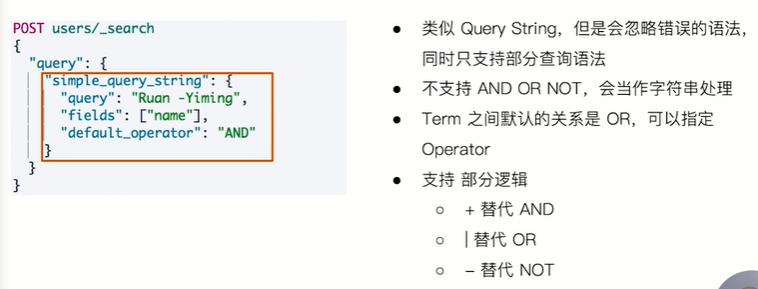 POST users/_search
{
"query": {
"simple_query_string": {
"query": "Ruan -Yiming",
"fields": ["name"],
"default_operator": "AND"
}
}
}
● 类似 Query String，但是会忽略错误的语法，
同时只支持部分查询语法
● 不支持 AND OR NOT，会当作字符串处理
● Term 之间默认的关系是 OR，可以指定
Operator
● 支持 部分逻辑
○ + 替代 AND
○ | 替代 OR
○ – 替代 NOT